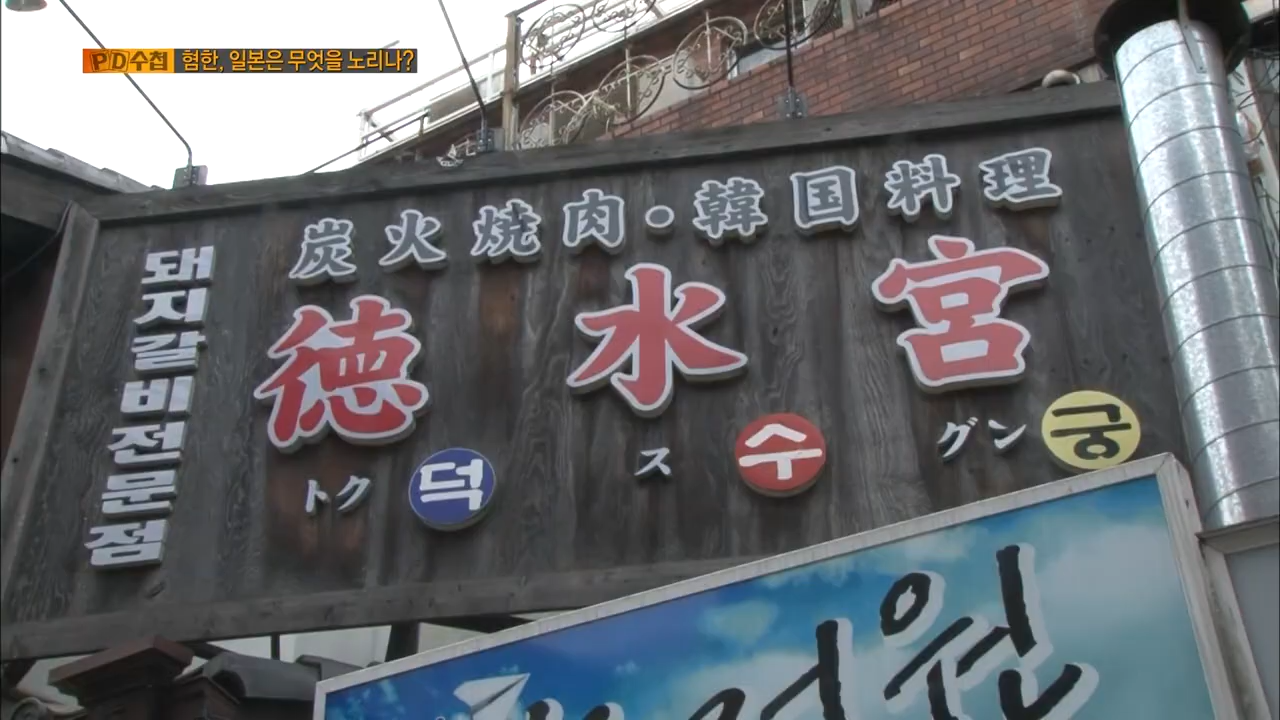 PD수첩 혐한, 일본은 무엇을 노리나?
炭火焼肉・韓国料理
돼지갈비전문점
徳水宮
トク 덕 ス 수 グン 궁